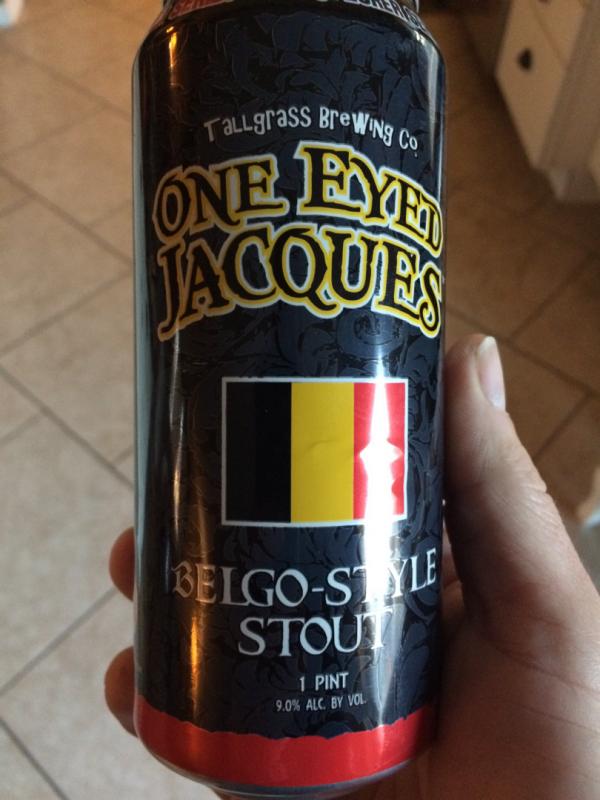 Tallgrass Brewing Co.
One Eyed
Jacques
Belgo-Style
Stout
1 PINT
9.0% ALC. BY VOL.